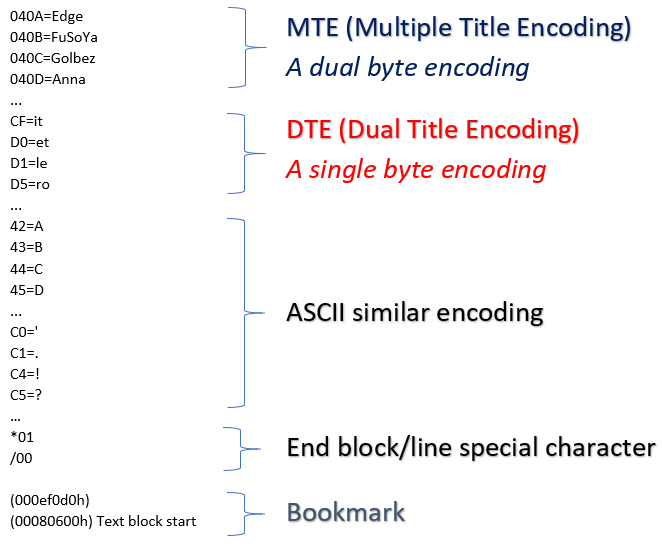 040A=Edge
040B=FuSoYa
040C=Golbez
040D=Anna
...
MTE (Multiple Title Encoding)
A dual byte encoding
CF=it
D0=et
D1=le
D5=ro
...
DTE (Dual Title Encoding)
A single byte encoding
42=A
43=B
44=C
45=D
...
C0='
C1=.
C4=!
C5=?
...
ASCII similar encoding
*01
/00
End block/line special character
(000ef0d0h)
(00080600h) Text block start
Bookmark